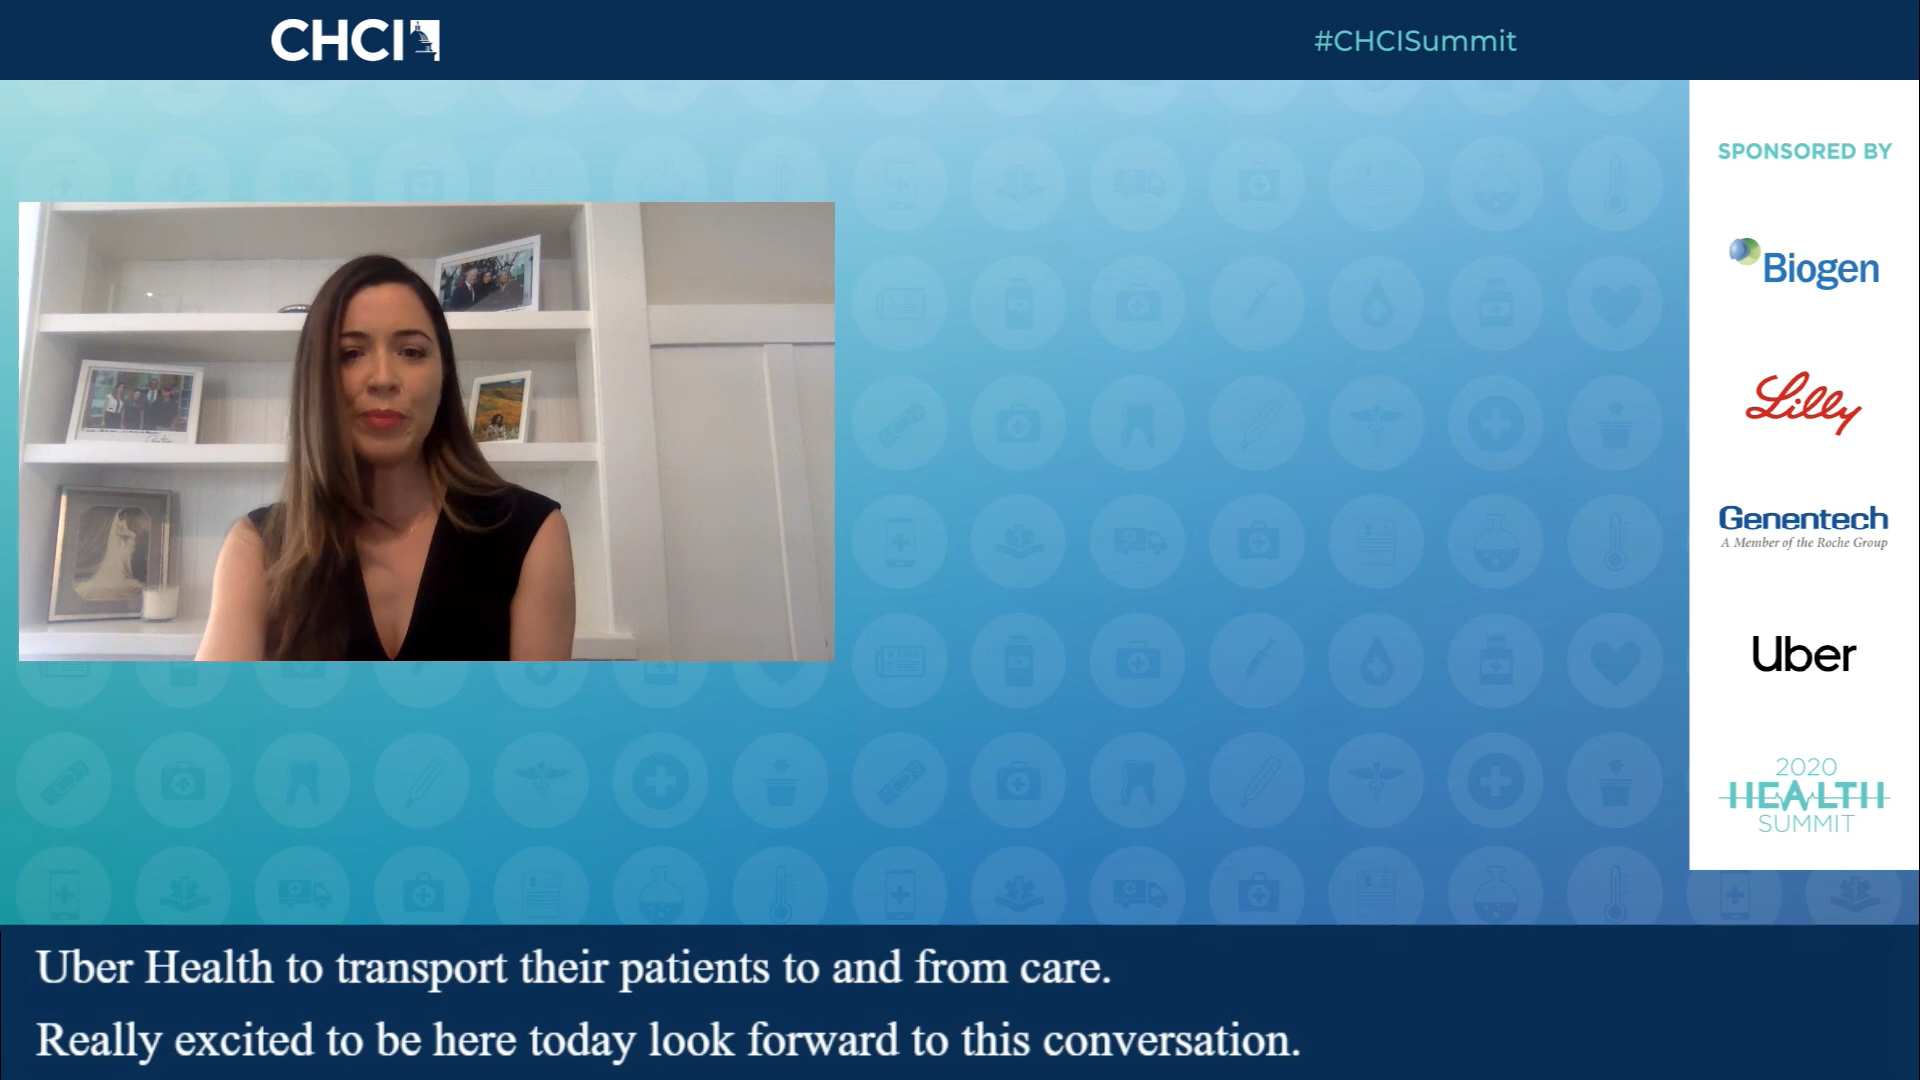 CHCI
#CHCISummit
SPONSORED BY
Biogen
Lilly
Genentech
A Member of the Roche Group
Uber
2020
HEALTH
SUMMIT
Uber Health to transport their patients to and from care.
Really excited to be here today look forward to this conversation.